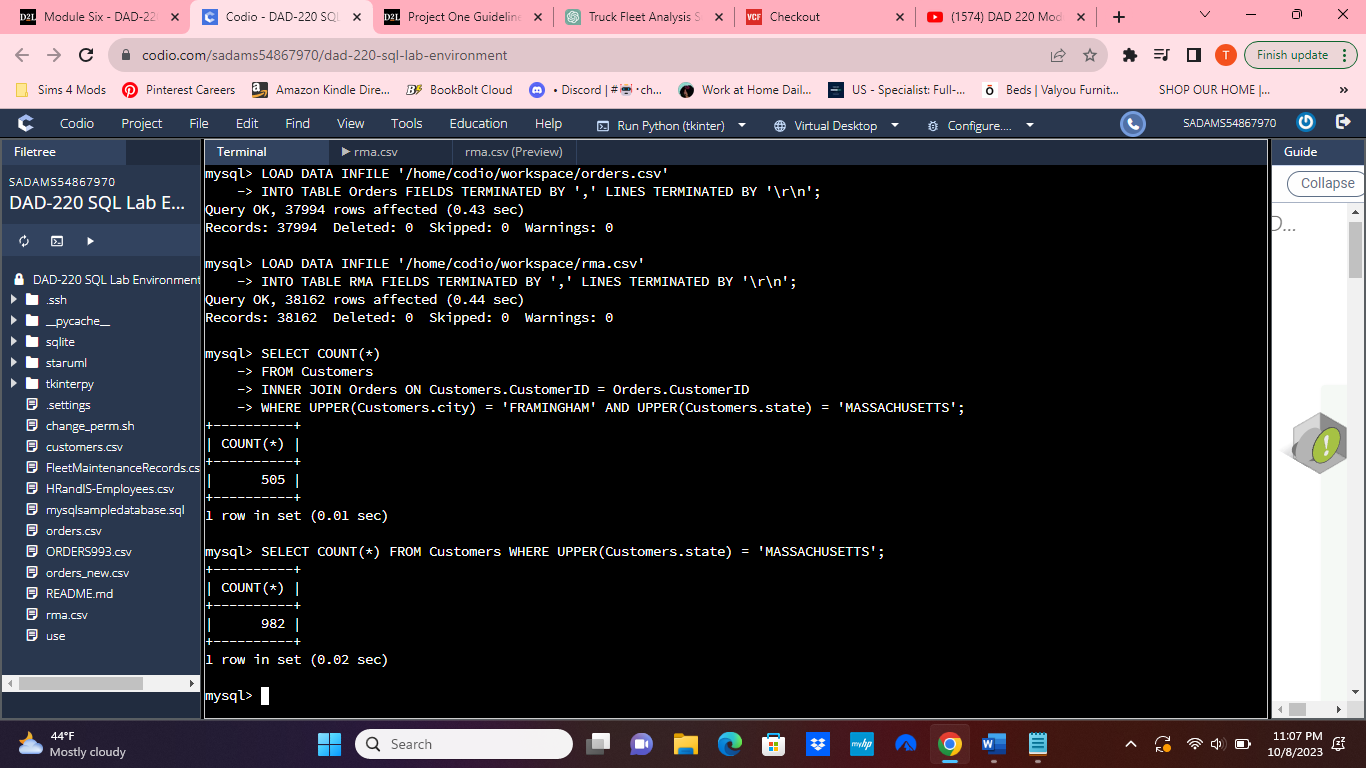 Module Six - DAD-22
Codio - DAD-220 SQL
Project One Guideline
Truck Fleet Analysis S
Checkout
(1574) DAD 220 Mod
codio.com/sadams54867970/dad-220-sql-lab-environment
T
Finish update
Sims 4 Mods
Pinterest Careers
Amazon Kindle Dire...
BookBolt Cloud
• Discord | #🤖•ch...
Work at Home Dail...
US - Specialist: Full-...
Beds | Valyou Furnit...
SHOP OUR HOME |...
»
Codio Project File Edit Find View Tools Education Help
Run Python (tkinter)
Virtual Desktop
Configure....
SADAMS54867970
Filetree
Terminal
rma.csv
rma.csv (Preview)
Guide
SADAMS54867970
DAD-220 SQL Lab E...
Collapse
D...
DAD-220 SQL Lab Environment
.ssh
__pycache__
sqlite
staruml
tkinterpy
.settings
change_perm.sh
customers.csv
FleetMaintenanceRecords.cs
HRandIS-Employees.csv
mysqlsampledatabase.sql
orders.csv
ORDERS993.csv
orders_new.csv
README.md
rma.csv
use
mysql> LOAD DATA INFILE '/home/codio/workspace/orders.csv'
    -> INTO TABLE Orders FIELDS TERMINATED BY ',' LINES TERMINATED BY '\r\n';
Query OK, 37994 rows affected (0.43 sec)
Records: 37994  Deleted: 0  Skipped: 0  Warnings: 0
mysql> LOAD DATA INFILE '/home/codio/workspace/rma.csv'
    -> INTO TABLE RMA FIELDS TERMINATED BY ',' LINES TERMINATED BY '\r\n';
Query OK, 38162 rows affected (0.44 sec)
Records: 38162  Deleted: 0  Skipped: 0  Warnings: 0
mysql> SELECT COUNT(*)
    -> FROM Customers
    -> INNER JOIN Orders ON Customers.CustomerID = Orders.CustomerID
    -> WHERE UPPER(Customers.city) = 'FRAMINGHAM' AND UPPER(Customers.state) = 'MASSACHUSETTS';
+----------+
| COUNT(*) |
+----------+
|      505 |
+----------+
1 row in set (0.01 sec)
mysql> SELECT COUNT(*) FROM Customers WHERE UPPER(Customers.state) = 'MASSACHUSETTS';
+----------+
| COUNT(*) |
+----------+
|      982 |
+----------+
1 row in set (0.02 sec)
mysql>
44°F
Mostly cloudy
Search
11:07 PM
10/8/2023